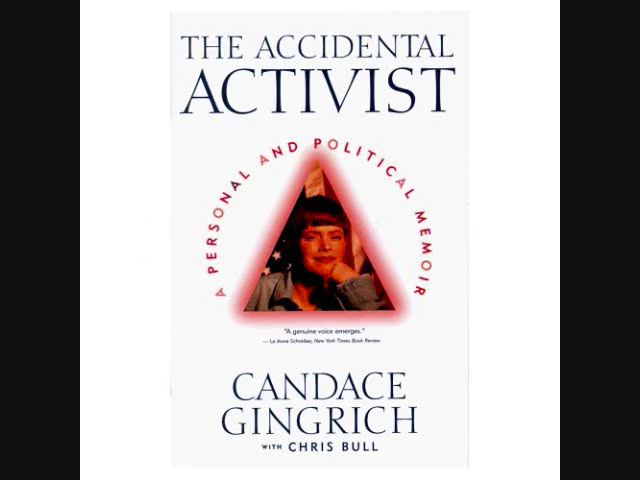 THE ACCIDENTAL
ACTIVIST
A PERSONAL AND POLITICAL MEMOIR
"A genuine voice emerges."
— Le Anne Schreiber, New York Times Book Review
CANDACE
GINGRICH
WITH CHRIS BULL